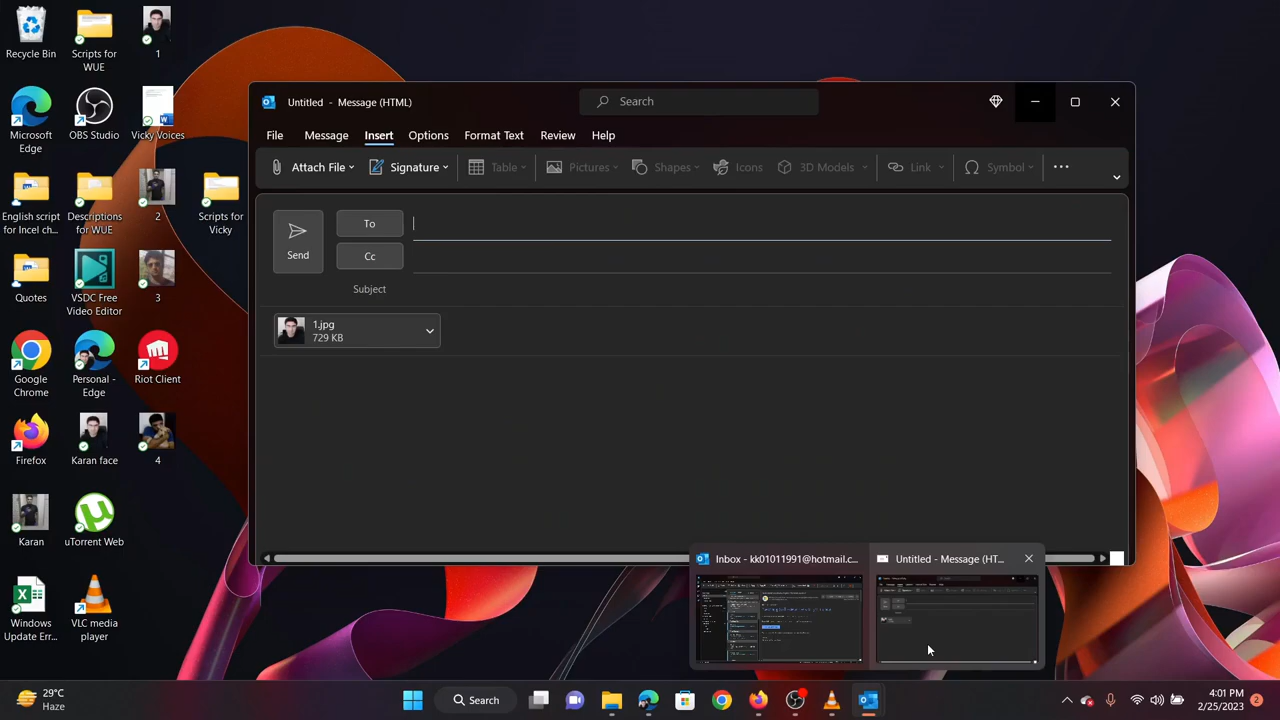 Recycle Bin
Scripts for
WUE
1
Microsoft
Edge
OBS Studio
Vicky Voices
English script
for Incel ch...
Descriptions
for WUE
2
Scripts for
Vicky
Quotes
VSDC Free
Video Editor
3
Google
Chrome
Personal -
Edge
Riot Client
Firefox
Karan face
4
Karan
uTorrent Web
Windows
Update Err...
VLC media
player
Untitled - Message (HTML)
Search
File Message Insert Options Format Text Review Help
Attach File Signature Table Pictures Shapes Icons 3D Models Link Symbol
Send
To
Cc
Subject
1.jpg
729 KB
Inbox - kk01011991@hotmail.c...
Untitled - Message (HT...
29°C
Haze
Search
4:01 PM
2/25/2023
2